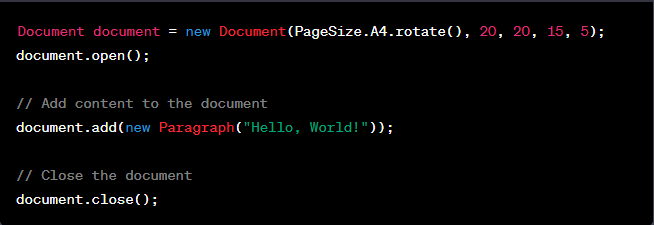 Document document = new Document(PageSize.A4.rotate(), 20, 20, 15, 5);
document.open();
// Add content to the document
document.add(new Paragraph("Hello, World!"));
// Close the document
document.close();